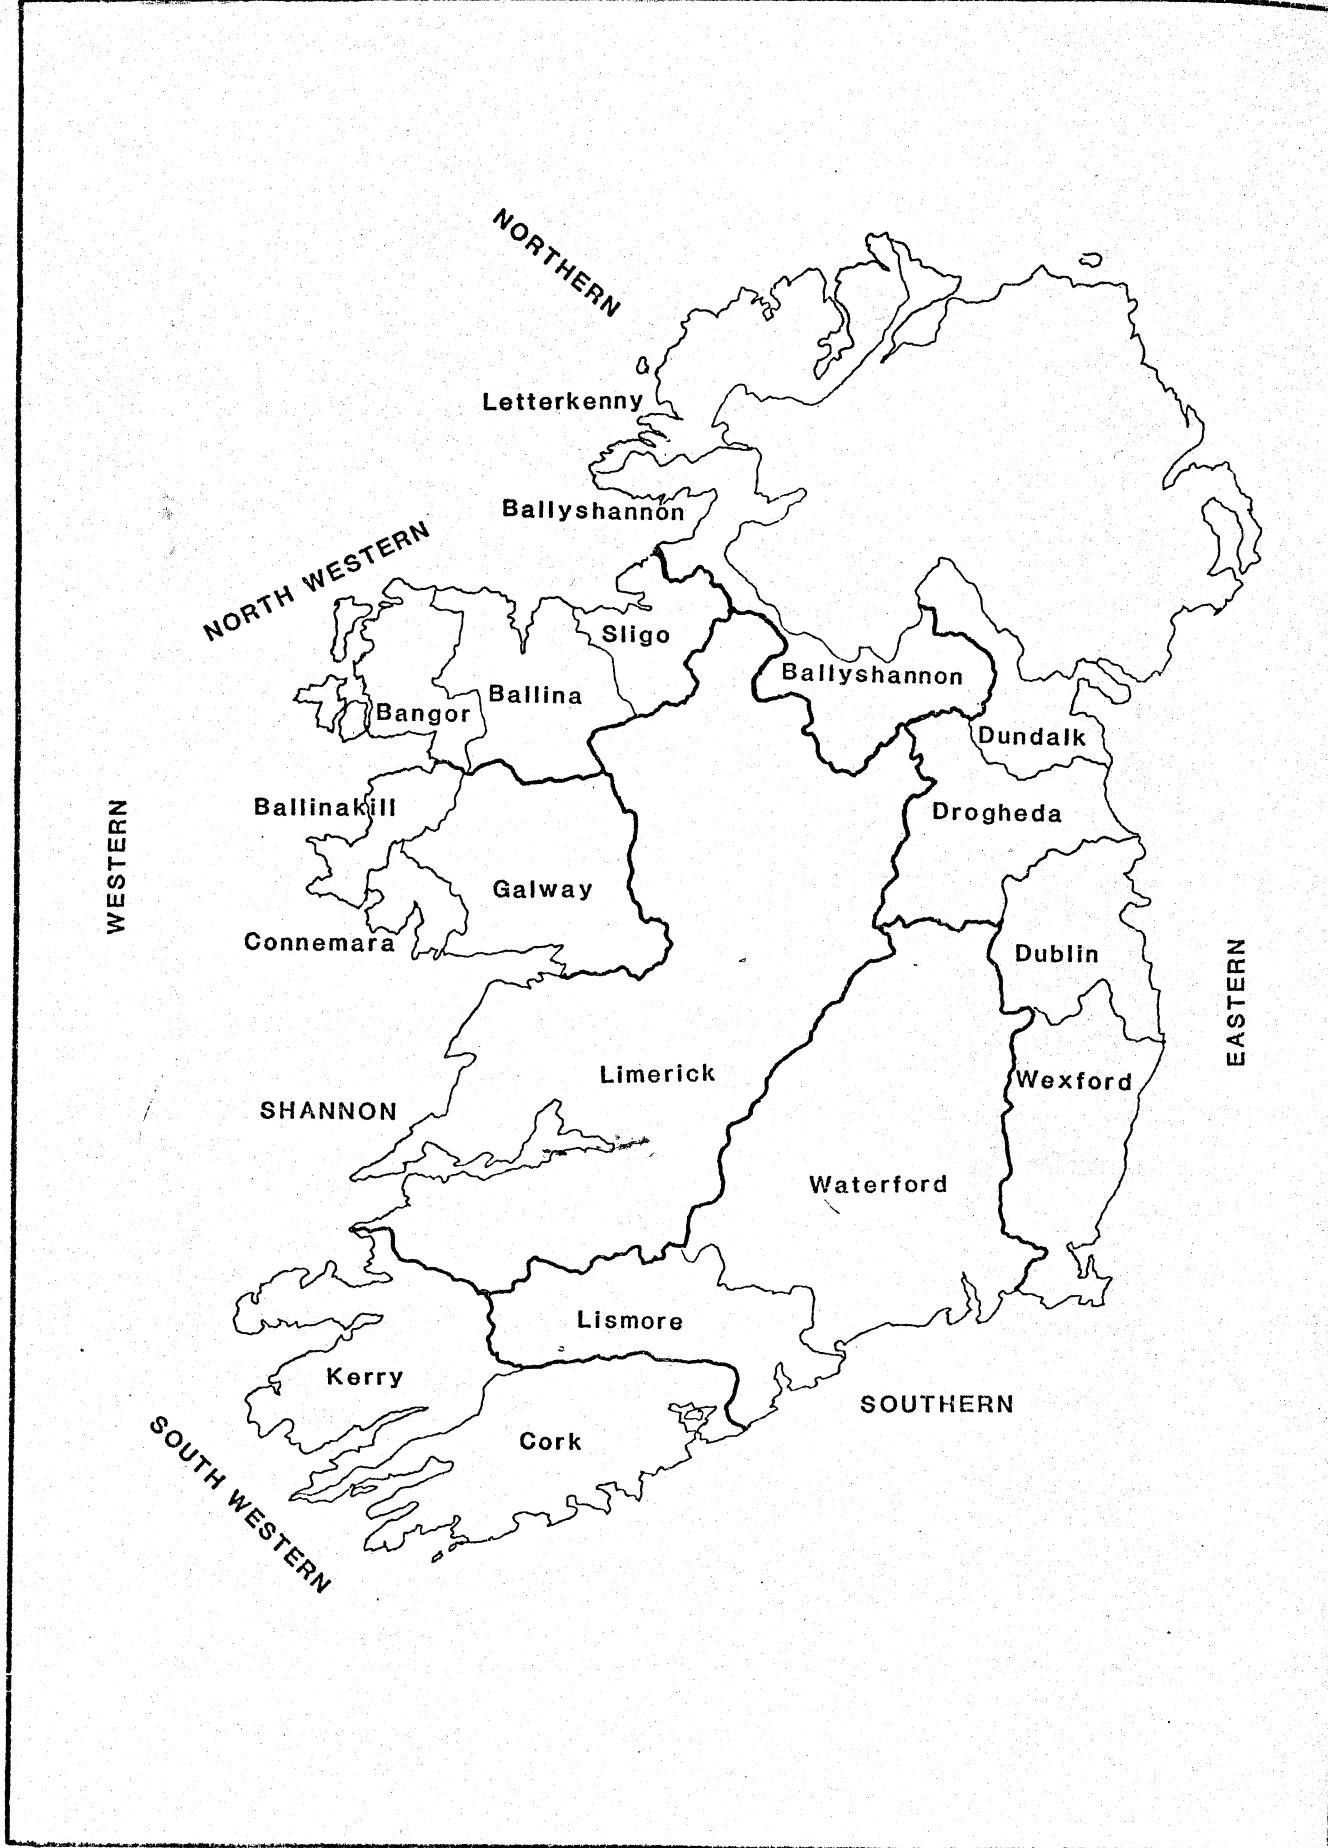 NORTHERN
Letterkenny
Ballyshannon
NORTH WESTERN
Sligo
Ballyshannon
Ballina
Bangor
Dundalk
Ballinakill
Drogheda
WESTERN
Galway
Connemara
Dublin
EASTERN
Limerick
Wexford
SHANNON
Waterford
Lismore
Kerry
SOUTHERN
Cork
SOUTH WESTERN